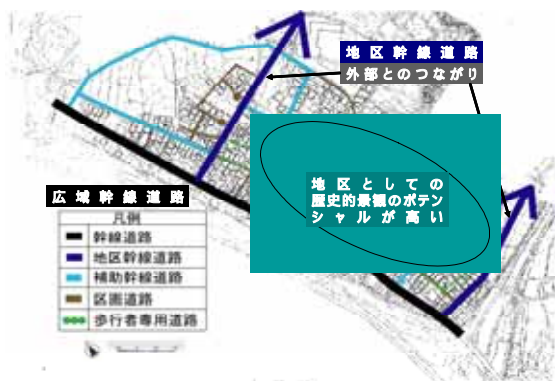 地区幹線道路
外部とのつながり
地区としての
歴史的景観のポテン
シャルが高い
広域幹線道路
凡例
幹線道路
地区幹線道路
補助幹線道路
区画道路
歩行者専用道路